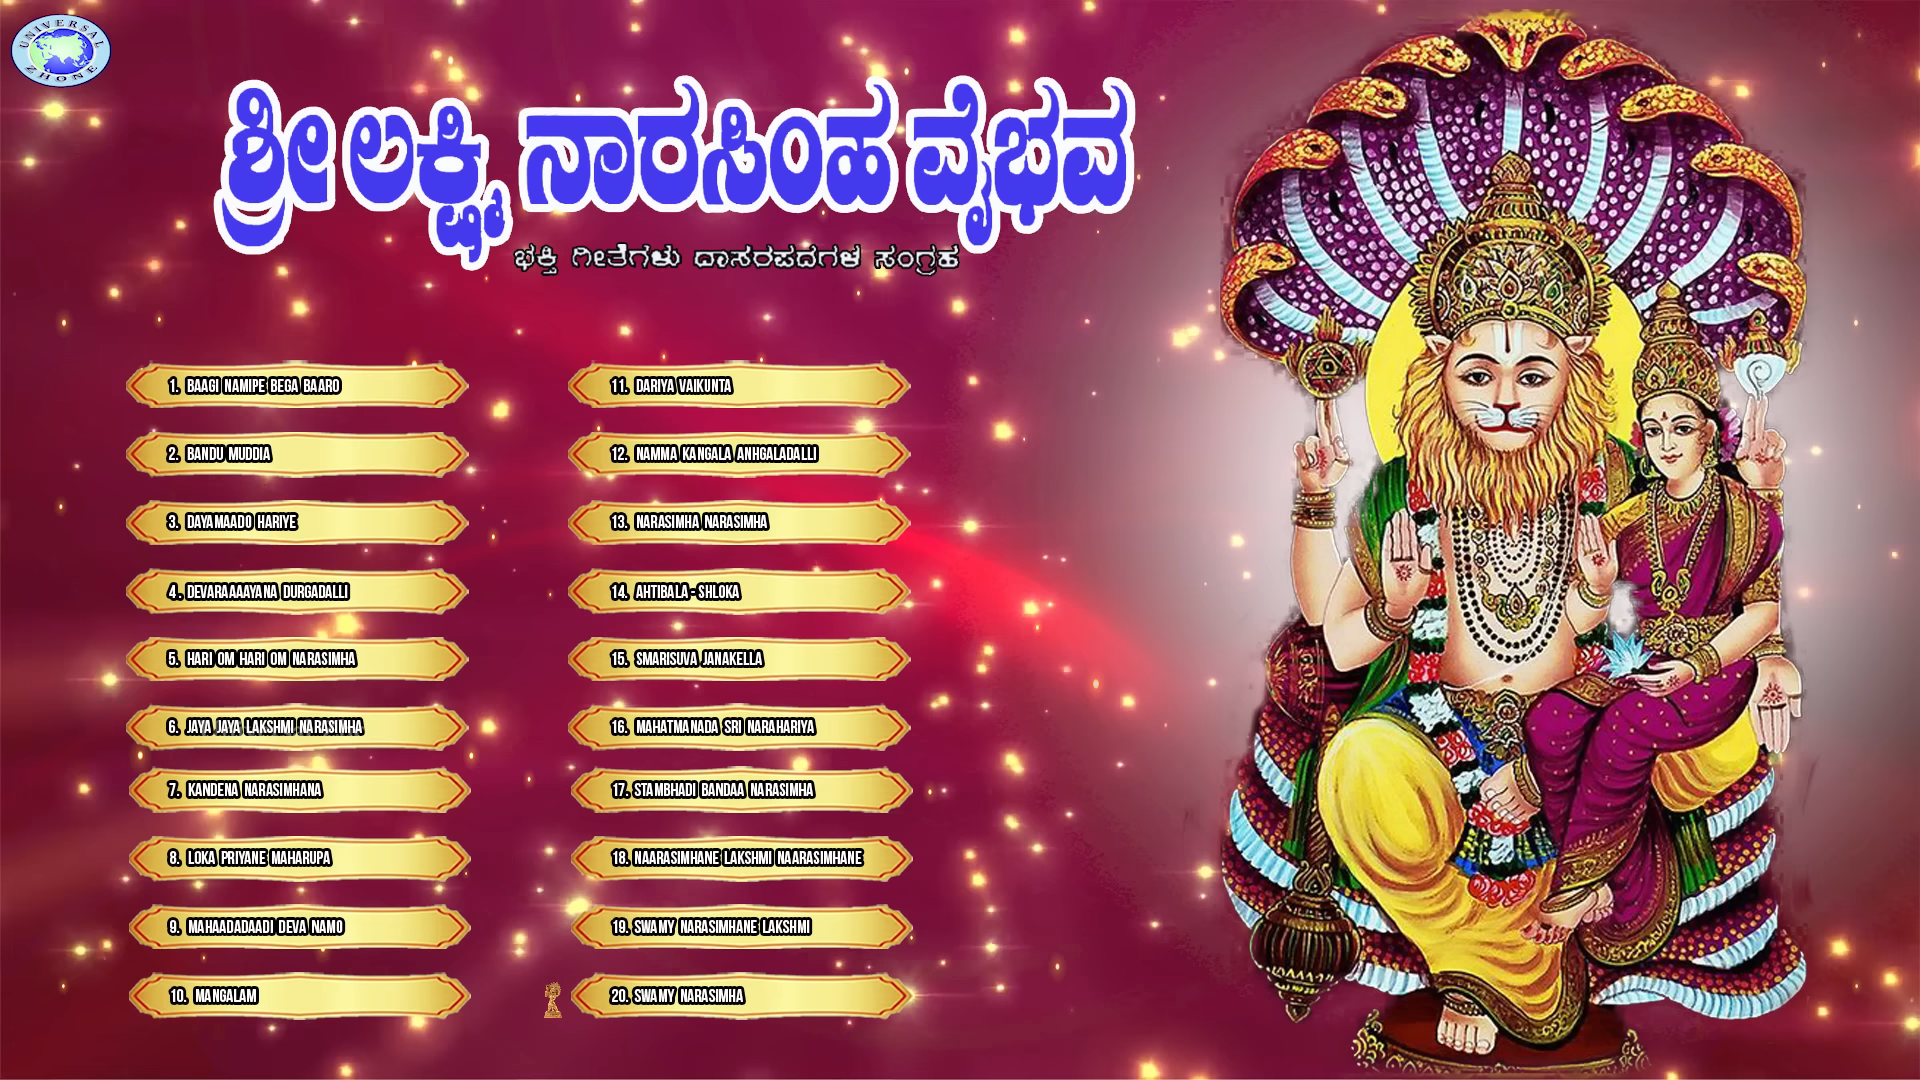 UNIVERSAL
ZHONE
ಶ್ರೀ ಲಕ್ಷ್ಮಿ ನಾರಸಿಂಹ ವೈಭವ
ಭಕ್ತಿ ಗೀತೆಗಳು ದಾಸರಪದಗಳ ಸಂಗ್ರಹ
1. BAAGI NAMIPE BEGA BAARO
2. BANDU MUDDIA
3. DAYAMAADO HARIYE
4. DEVARAAAAYANA DURGADALLI
5. HARI OM HARI OM NARASIMHA
6. JAYA JAYA LAKSHMI NARASIMHA
7. KANDENA NARASIMHANA
8. LOKA PRIYANE MAHARUPA
9. MAHAADADAADI DEVA NAMO
10. MANGALAM
11. DARIYA VAIKUNTA
12. NAMMA KANGALA ANHGALADALLI
13. NARASIMHA NARASIMHA
14. AHTIBALA - SHLOKA
15. SMARISUVA JANAKELLA
16. MAHATMANADA SRI NARAHARIYA
17. STAMBHADI BANDAA NARASIMHA
18. NAARASIMHANE LAKSHMI NAARASIMHANE
19. SWAMY NARASIMHANE LAKSHMI
20. SWAMY NARASIMHA